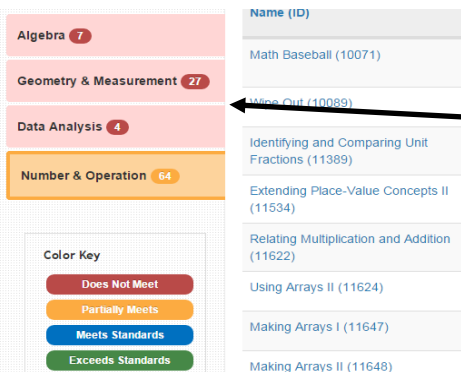 Algebra 7
Geometry & Measurement 27
Data Analysis 4
Number & Operation 64
Color Key
Does Not Meet
Partially Meets
Meets Standards
Exceeds Standards
Name (ID)
Math Baseball (10071)
Wipe Out (10089)
Identifying and Comparing Unit
Fractions (11389)
Extending Place-Value Concepts II
(11534)
Relating Multiplication and Addition
(11622)
Using Arrays II (11624)
Making Arrays I (11647)
Making Arrays II (11648)